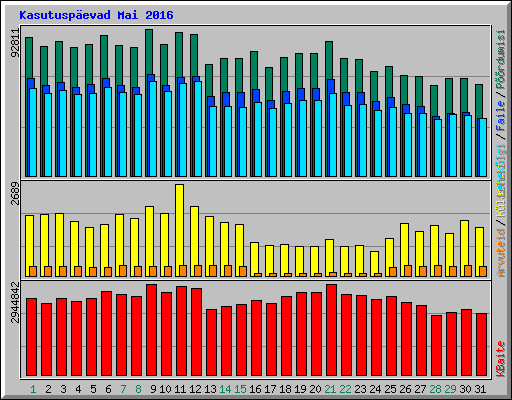 Kasutuspäevad Mai 2016
92811
2689
2944842
Arvuteid / Külitenekülgi / Faile / Pöördumisi
KBaite
1 2 3 4 5 6 7 8 9 10 11 12 13 14 15 16 17 18 19 20 21 22 23 24 25 26 27 28 29 30 31